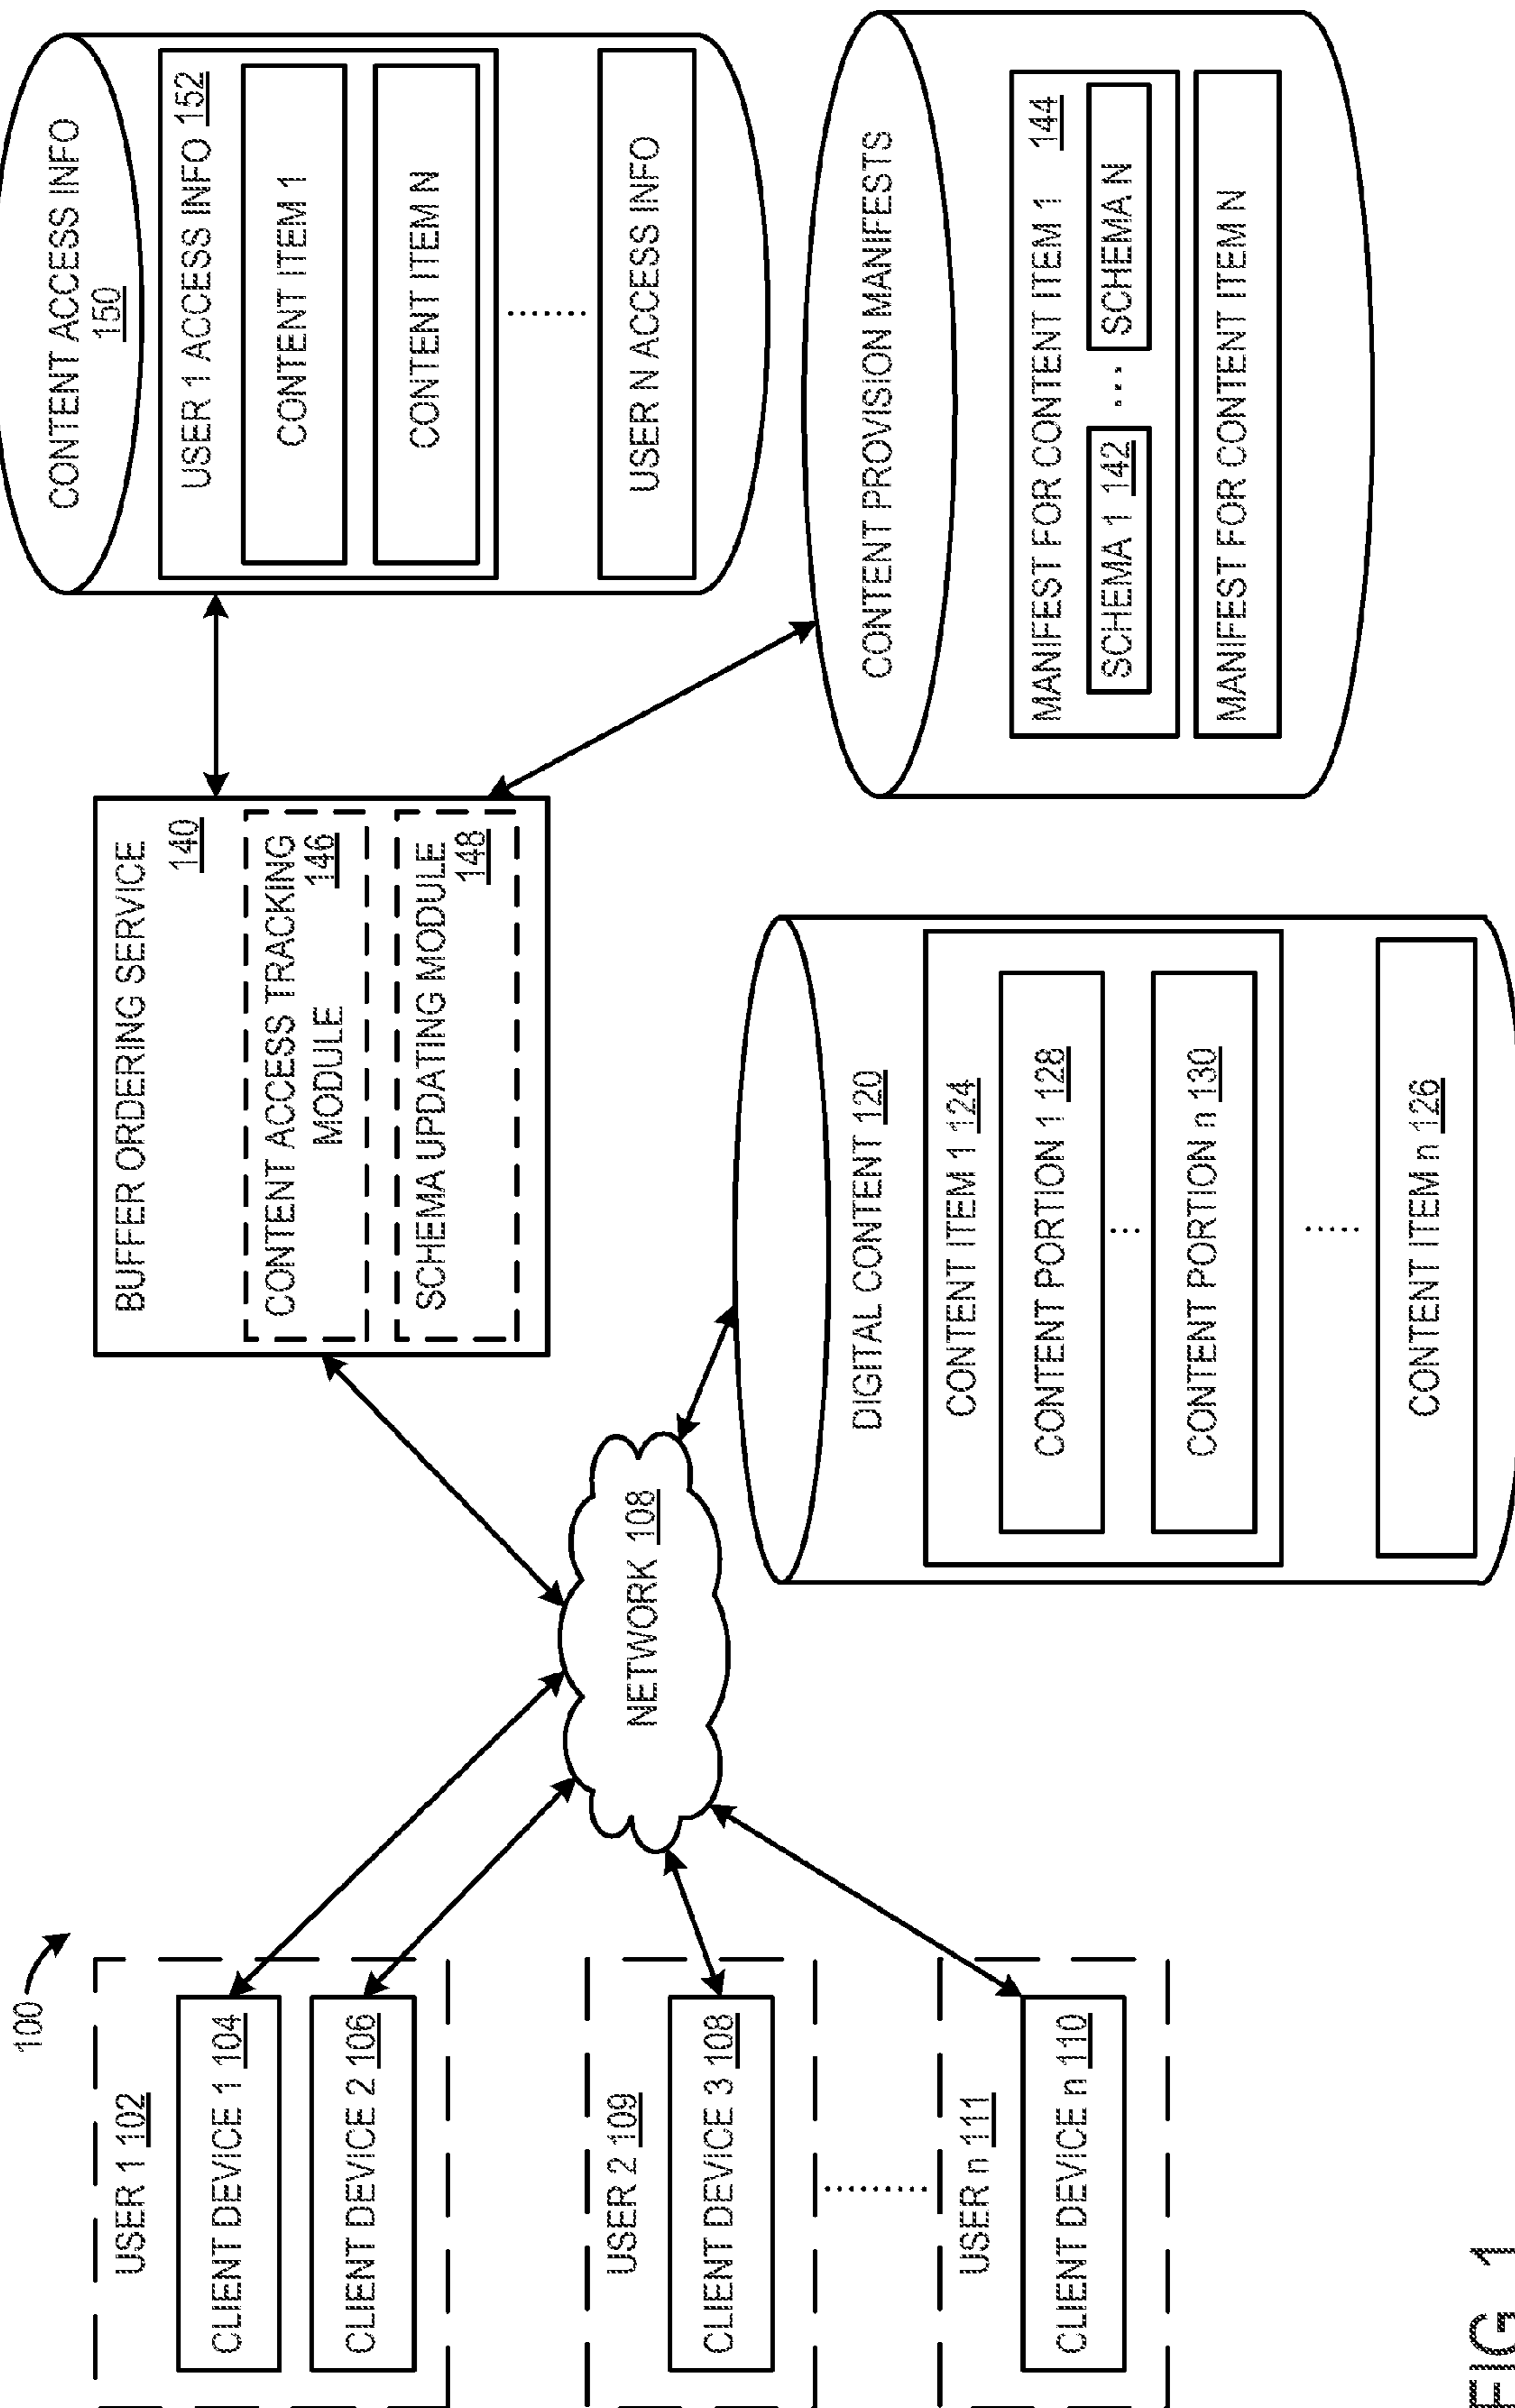 100
USER 1 102
CLIENT DEVICE 1 104
CLIENT DEVICE 2 106
USER 2 109
CLIENT DEVICE 3 108
USER n 111
CLIENT DEVICE n 110
NETWORK 108
BUFFER ORDERING SERVICE
140
CONTENT ACCESS TRACKING
146
MODULE
SCHEMA UPDATING MODULE
148
DIGITAL CONTENT 120
CONTENT ITEM 1 124
CONTENT PORTION 1 128
CONTENT PORTION n 130
CONTENT ITEM n 126
CONTENT ACCESS INFO
150
USER 1 ACCESS INFO 152
CONTENT ITEM 1
CONTENT ITEM N
USER N ACCESS INFO
CONTENT PROVISION MANIFESTS
MANIFEST FOR CONTENT ITEM 1 144
SCHEMA 1 142 ... SCHEMA N
MANIFEST FOR CONTENT ITEM N
FIG 1